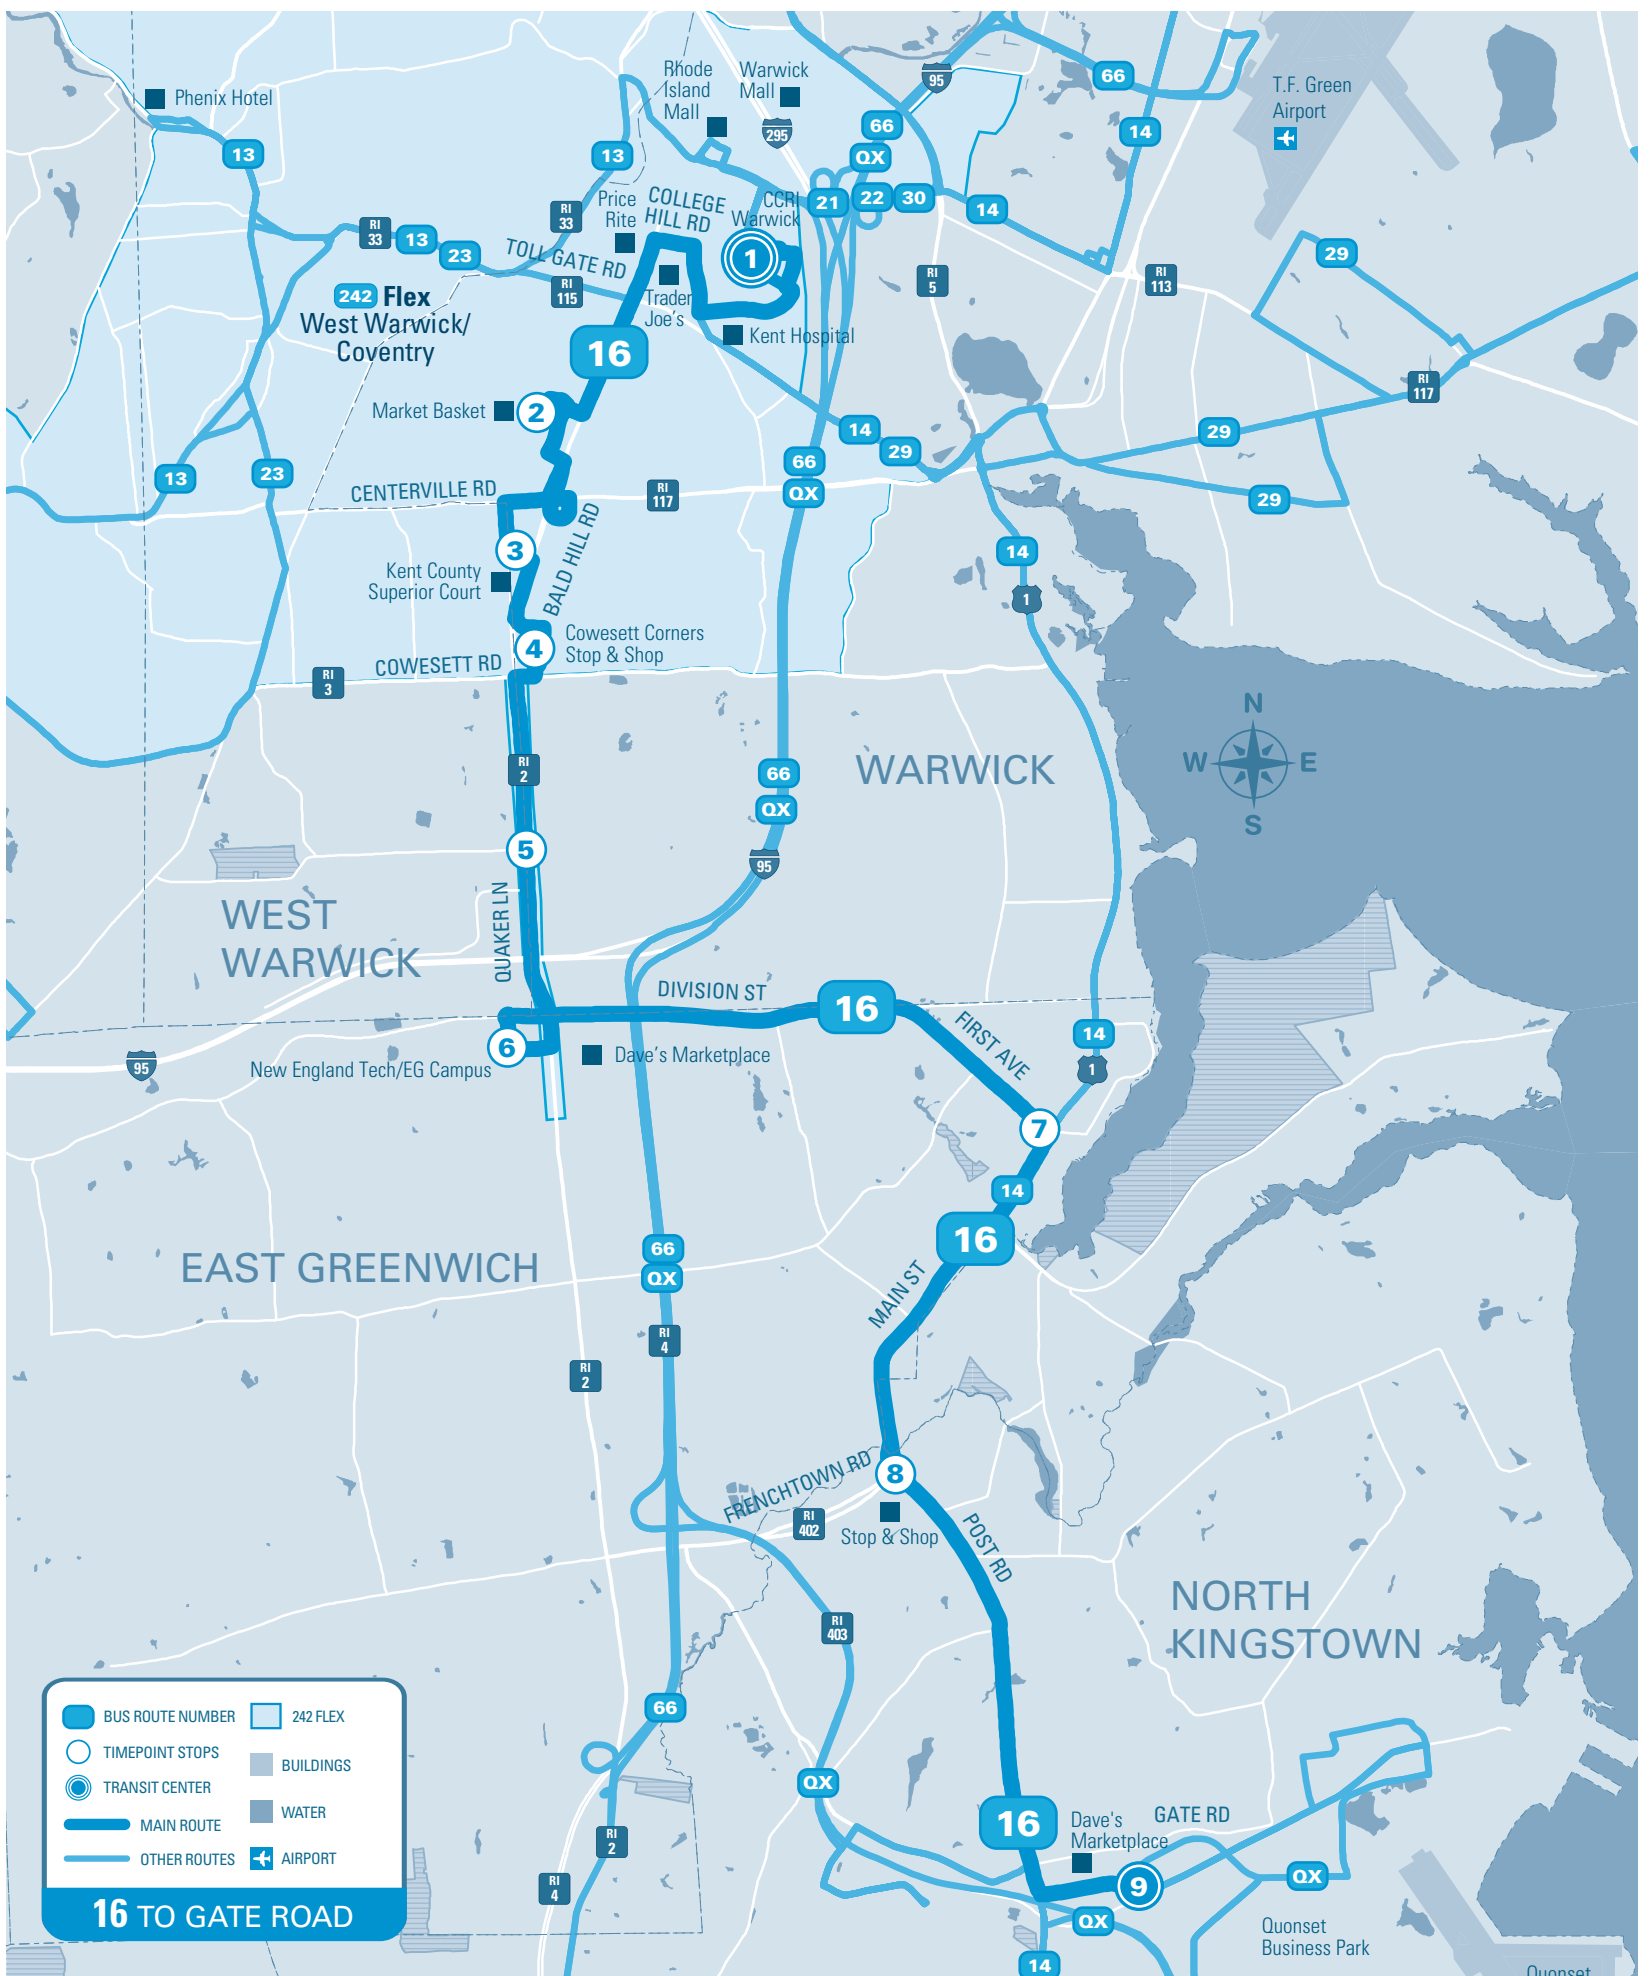 Rhode
Island
Mall
Warwick
Mall
295
95
66
T.F. Green
Airport
Phenix Hotel
13
13
66
QX
14
Price
Rite
COLLEGE
HILL RD
CCRI
Warwick
21
22
30
14
RI
33
RI
33
13
23
TOLL GATE RD
1
29
RI
115
RI
5
RI
113
Trader
Joe's
Kent Hospital
242 Flex
West Warwick/
Coventry
16
RI
117
Market Basket
2
14
29
29
13
23
66
QX
CENTERVILLE RD
RI
117
29
3
BALD HILL RD
14
Kent County
Superior Court
1
4
Cowesett Corners
Stop & Shop
COWESETT RD
RI
3
N
W
E
S
RI
2
66
QX
WARWICK
5
95
QUAKER LN
WEST
WARWICK
DIVISION ST
16
FIRST AVE
14
6
New England Tech/EG Campus
Dave's Marketplace
95
1
7
14
16
EAST GREENWICH
66
QX
MAIN ST
RI
4
RI
2
FRENCHTOWN RD
8
RI
402
Stop & Shop
POST RD
NORTH
KINGSTOWN
RI
403
66
QX
16
Dave's
Marketplace
GATE RD
RI
2
RI
4
9
QX
QX
Quonset
Business Park
14
Quonset
BUS ROUTE NUMBER
TIMEPOINT STOPS
TRANSIT CENTER
MAIN ROUTE
OTHER ROUTES
242 FLEX
BUILDINGS
WATER
AIRPORT
16 TO GATE ROAD